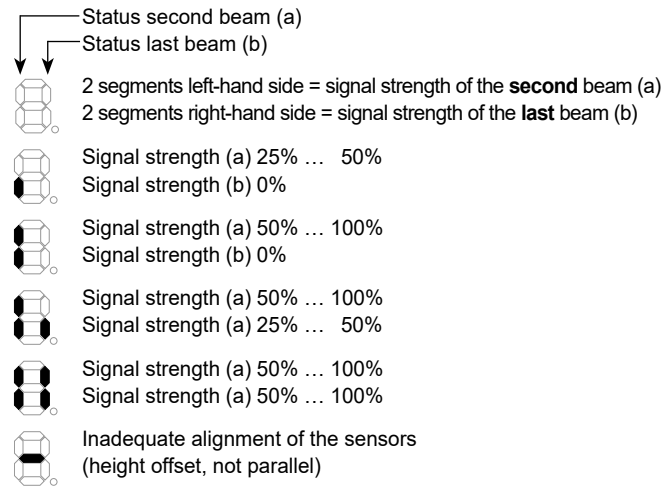 Status second beam (a)
Status last beam (b)
2 segments left-hand side = signal strength of the second beam (a)
2 segments right-hand side = signal strength of the last beam (b)
Signal strength (a) 25% … 50%
Signal strength (b) 0%
Signal strength (a) 50% … 100%
Signal strength (b) 0%
Signal strength (a) 50% … 100%
Signal strength (a) 25% … 50%
Signal strength (a) 50% … 100%
Signal strength (a) 50% … 100%
Inadequate alignment of the sensors
(height offset, not parallel)